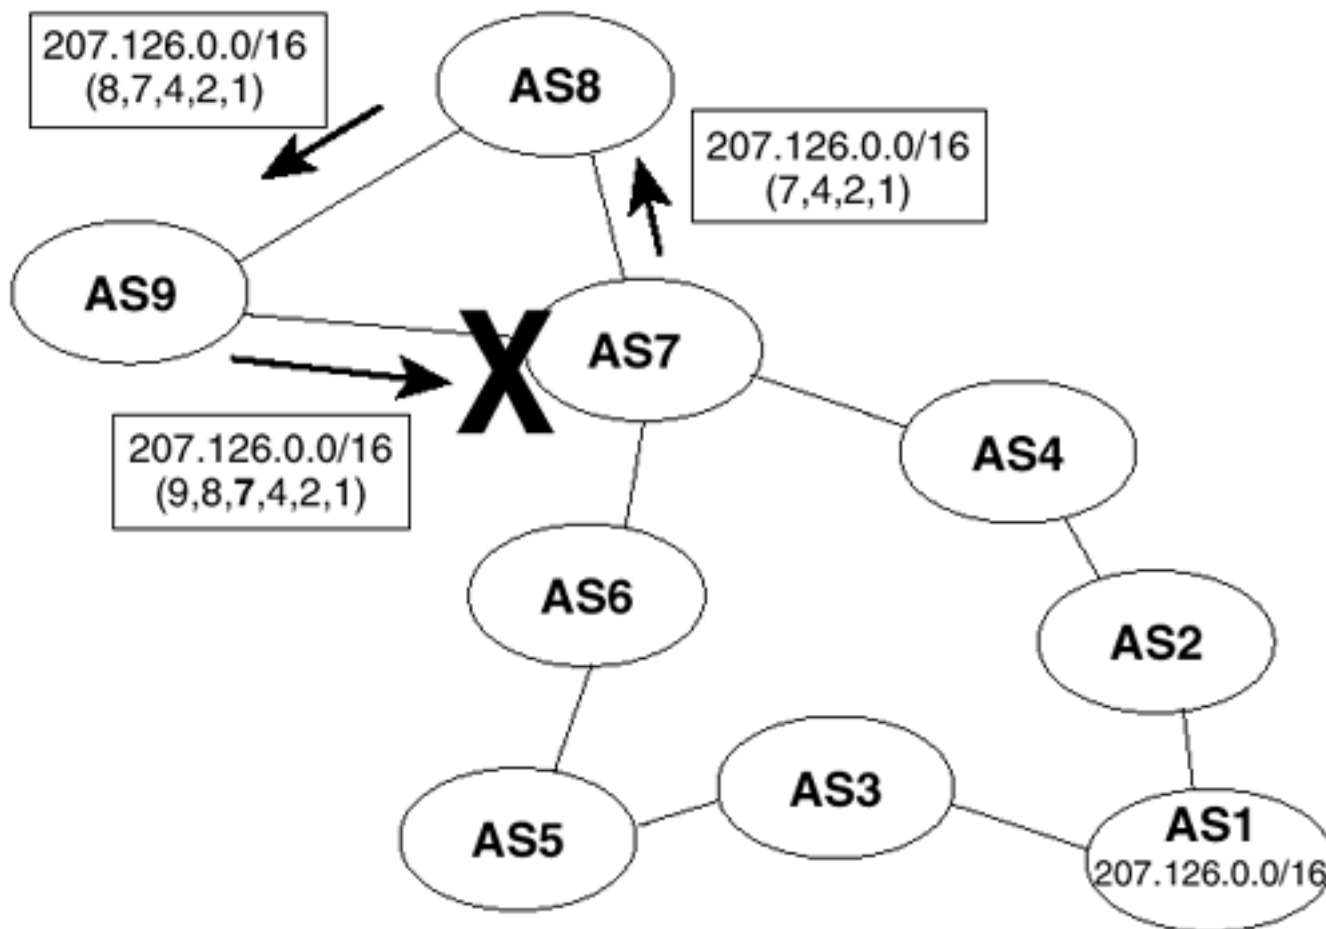 207.126.0.0/16
(8,7,4,2,1)
AS8
207.126.0.0/16
(7,4,2,1)
AS9
AS7
X
207.126.0.0/16
(9,8,7,4,2,1)
AS4
AS6
AS2
AS3
AS5
AS1
207.126.0.0/16